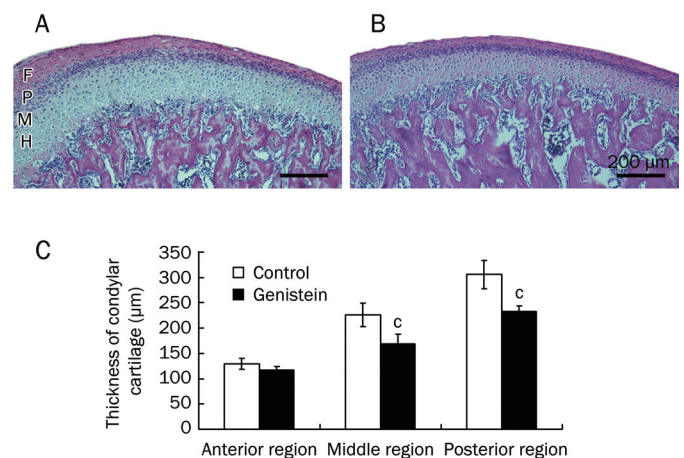 A
B
F
P
M
H
200 µm
C
Thickness of condylar
cartilage (µm)
350
300
250
200
150
100
50
0
Control
Genistein
c
c
Anterior region
Middle region
Posterior region